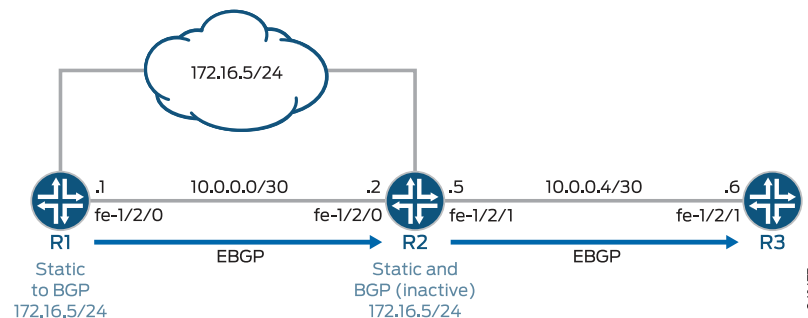 172.16.5/24
.1 10.0.0.0/30 .2 .5 10.0.0.4/30 .6
fe-1/2/0 fe-1/2/0 fe-1/2/1 fe-1/2/1
R1 R2 R3
EBGP EBGP
Static
to BGP
172.16.5/24
Static and
BGP (inactive)
172.16.5/24